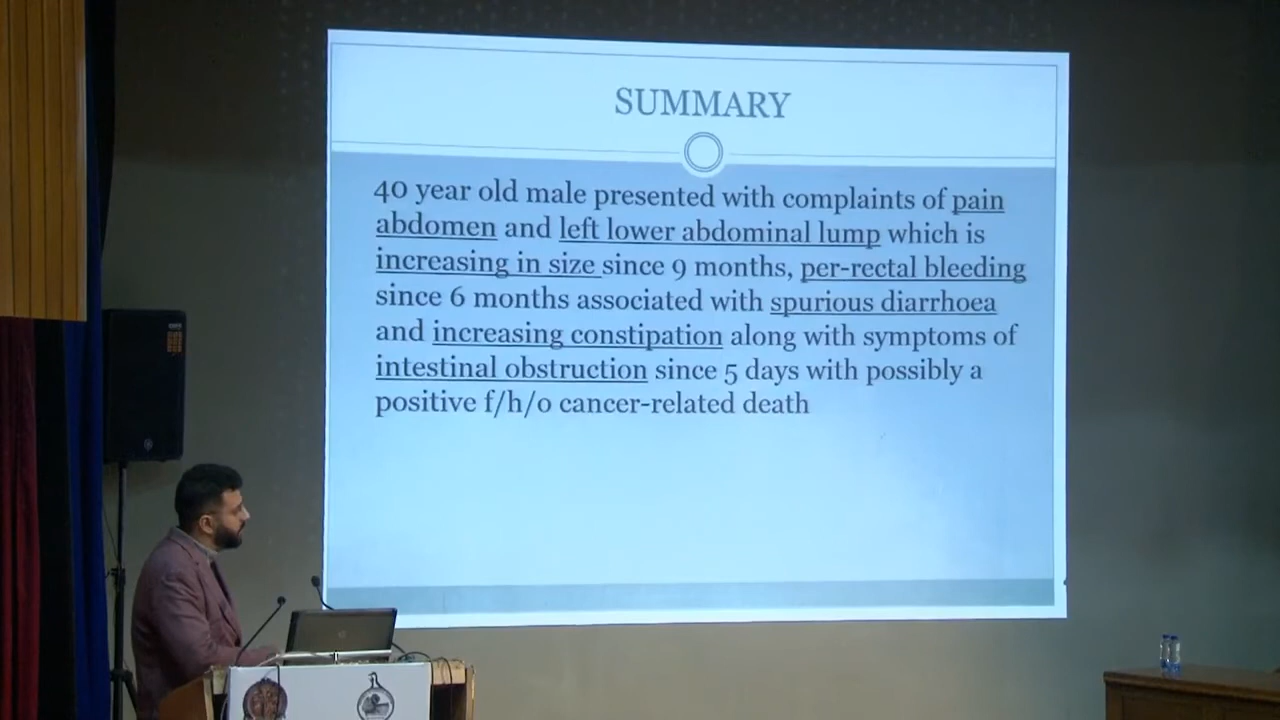 SUMMARY
40 year old male presented with complaints of pain
abdomen and left lower abdominal lump which is
increasing in size since 9 months, per-rectal bleeding
since 6 months associated with spurious diarrhoea
and increasing constipation along with symptoms of
intestinal obstruction since 5 days with possibly a
positive f/h/o cancer-related death